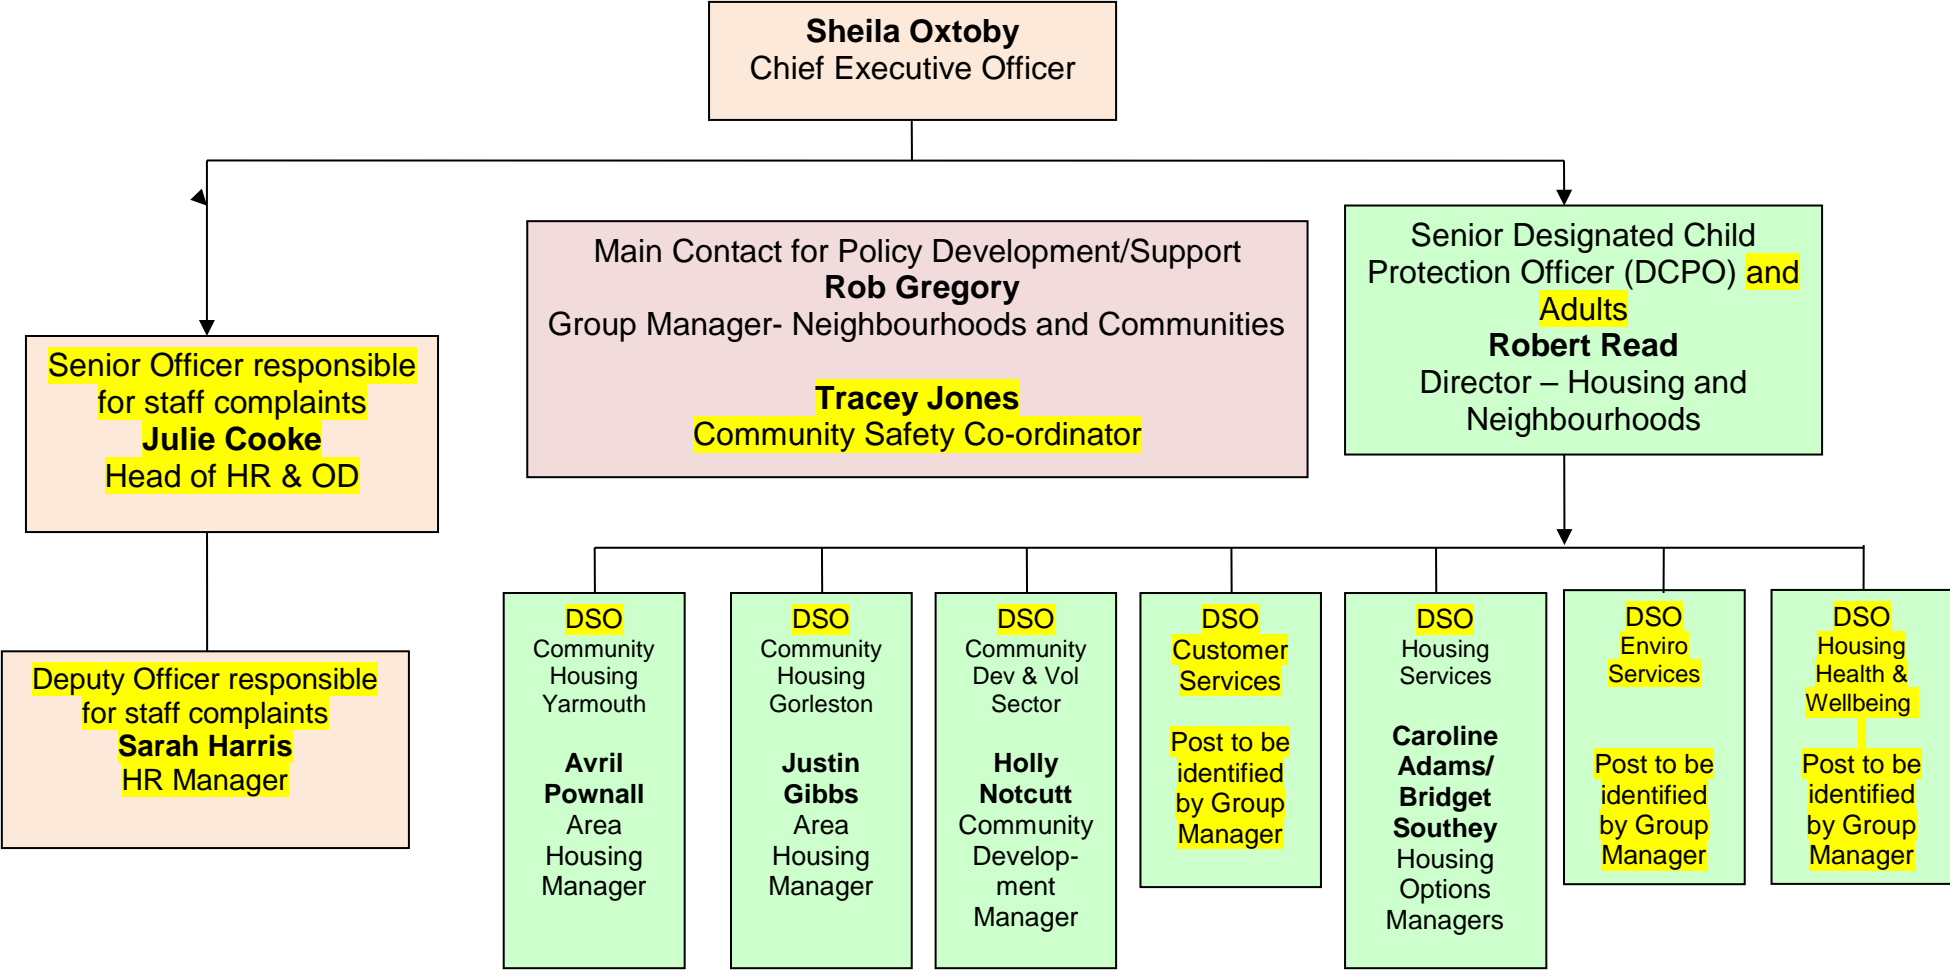 Sheila Oxtoby
Chief Executive Officer
Main Contact for Policy Development/Support
Rob Gregory
Group Manager- Neighbourhoods and Communities
Tracey Jones
Community Safety Co-ordinator
Senior Designated Child
Protection Officer (DCPO) and
Adults
Robert Read
Director – Housing and
Neighbourhoods
Senior Officer responsible
for staff complaints
Julie Cooke
Head of HR & OD
Deputy Officer responsible
for staff complaints
Sarah Harris
HR Manager
DSO
Community
Housing
Yarmouth
Avril
Pownall
Area
Housing
Manager
DSO
Community
Housing
Gorleston
Justin
Gibbs
Area
Housing
Manager
DSO
Community
Dev & Vol
Sector
Holly
Notcutt
Community
Develop-
ment
Manager
DSO
Customer
Services
Post to be
identified
by Group
Manager
DSO
Housing
Services
Caroline
Adams/
Bridget
Southey
Housing
Options
Managers
DSO
Enviro
Services
Post to be
identified
by Group
Manager
DSO
Housing
Health &
Wellbeing
Post to be
identified
by Group
Manager